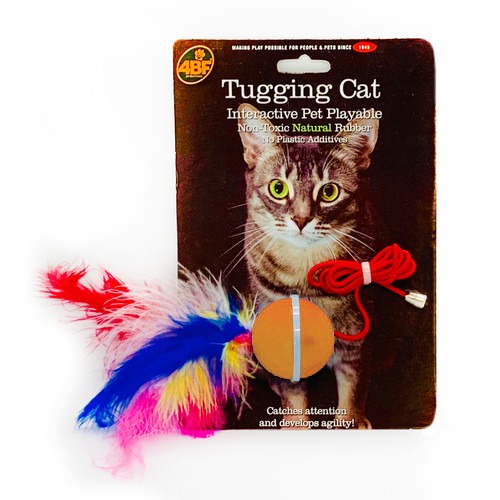 MAKING PLAY POSSIBLE FOR PEOPLE & PETS SINCE 1945
4BF
Tugging Cat
Interactive Pet Playable
Non-Toxic Natural Rubber
No Plastic Additives
Catches attention
and develops agility!